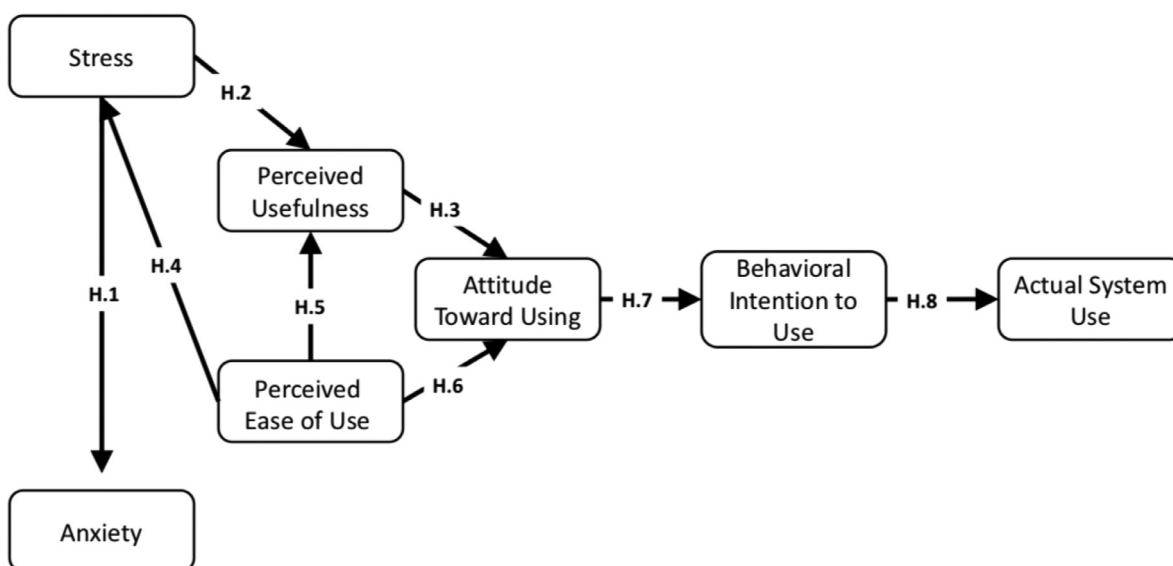 Stress
H.2
Perceived
Usefulness
H.3
H.4
H.1
H.5
Attitude
Toward Using
H.7
Behavioral
Intention to
Use
H.8
Actual System
Use
Perceived
Ease of Use
H.6
Anxiety